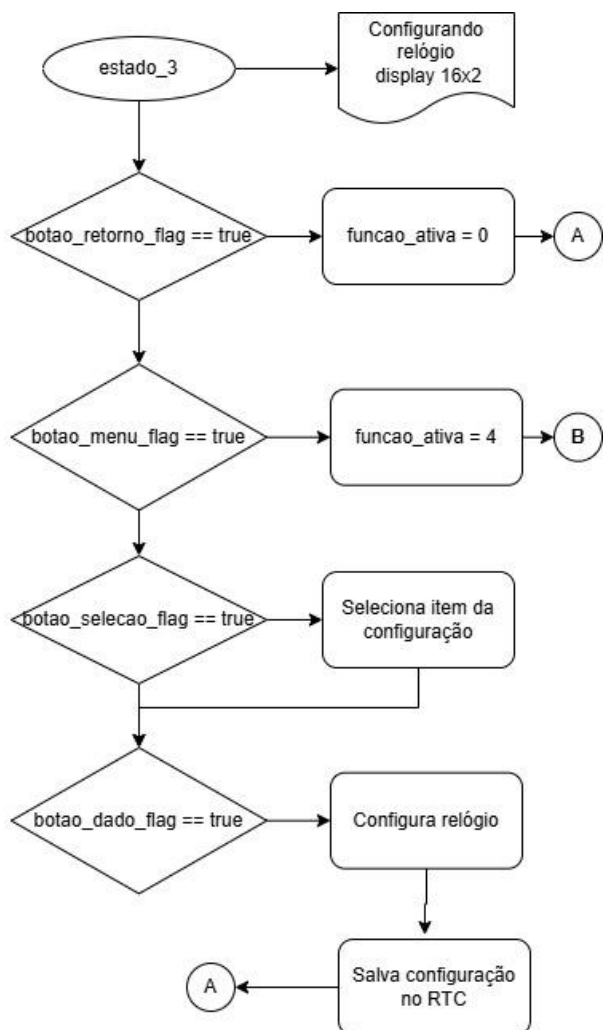 estado_3
Configurando
relógio
display 16x2
botao_retorno_flag == true
funcao_ativa = 0
A
botao_menu_flag == true
funcao_ativa = 4
B
botao_selecao_flag == true
Seleciona item da
configuração
botao_dado_flag == true
Configura relógio
Salva configuração
no RTC
A